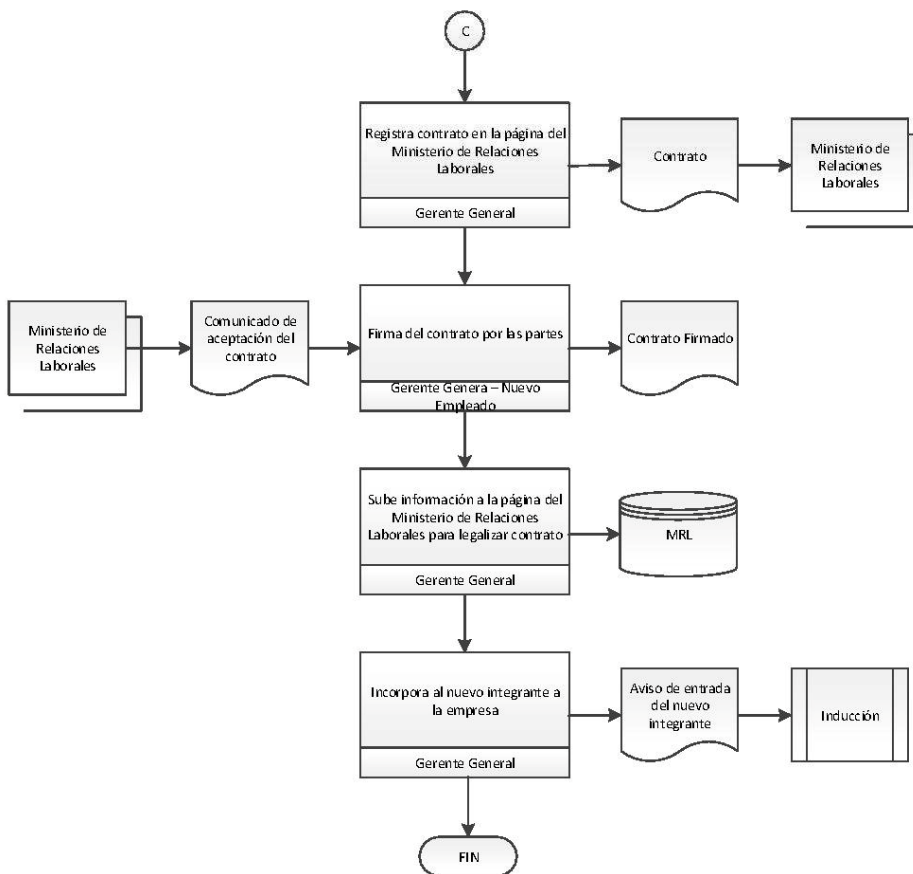 C
Registra contrato en la página del
Ministerio de Relaciones
Laborales
Gerente General
Contrato
Ministerio de
Relaciones
Laborales
Ministerio de
Relaciones
Laborales
Comunicado de
aceptación del
contrato
Firma del contrato por las partes
Gerente Genera – Nuevo
Empleado
Contrato Firmado
Sube información a la página del
Ministerio de Relaciones
Laborales para legalizar contrato
Gerente General
MRL
Incorpora al nuevo integrante a
la empresa
Gerente General
Aviso de entrada
del nuevo
integrante
Inducción
FIN